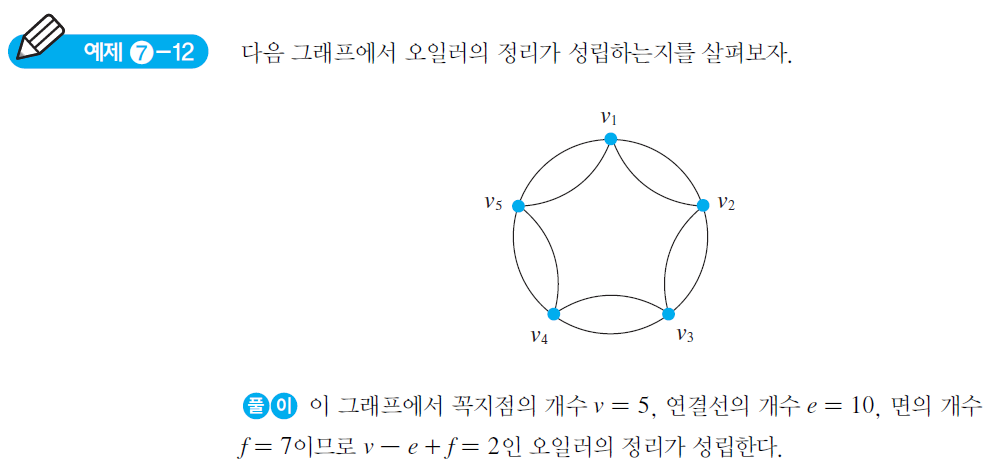 예제 7-12 다음 그래프에서 오일러의 정리가 성립하는지를 살펴보자.
v1
v5
v2
v4
v3
풀이 이 그래프에서 꼭지점의 개수 v = 5, 연결선의 개수 e = 10, 면의 개수
f = 7이므로 v − e + f = 2인 오일러의 정리가 성립한다.